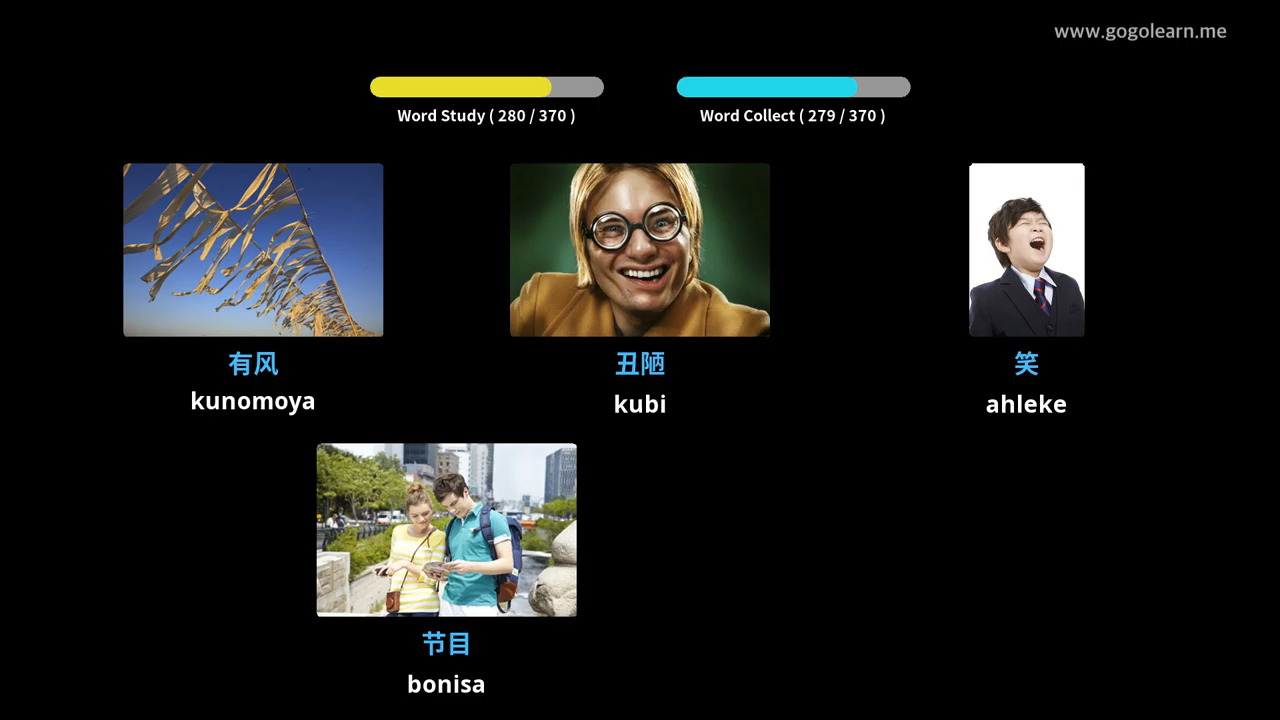 www.gogolearn.me
Word Study ( 280 / 370 )
Word Collect ( 279 / 370 )
有风
kunomoya
丑陋
kubi
笑
ahleke
节目
bonisa